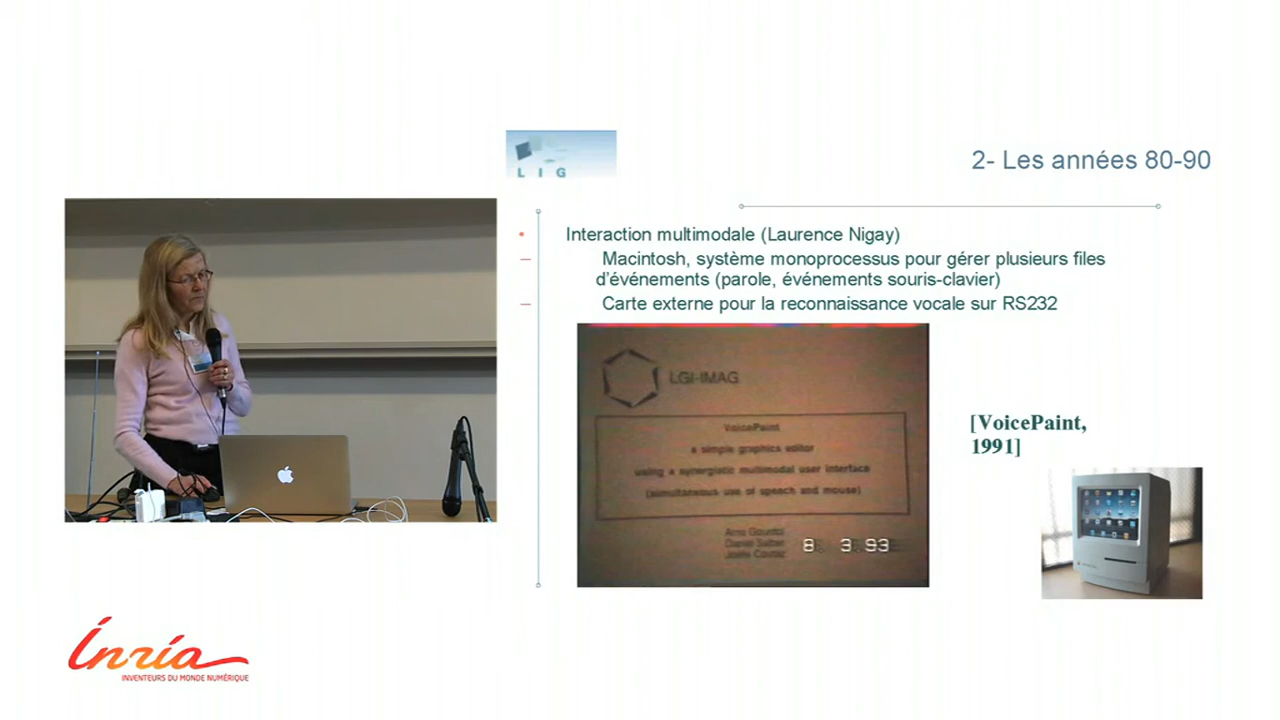 L I G
2- Les années 80-90
• Interaction multimodale (Laurence Nigay)
– Macintosh, système monoprocessus pour gérer plusieurs files
d’événements (parole, événements souris-clavier)
– Carte externe pour la reconnaissance vocale sur RS232
LGI-IMAG
VoicePaint
a simple graphics editor
using a synergistic multimodal user interface
(simultaneous use of speech and mouse)
Daniel Salber
8 3 93
[VoicePaint,
1991]
Inria
INVENTEURS DU MONDE NUMÉRIQUE